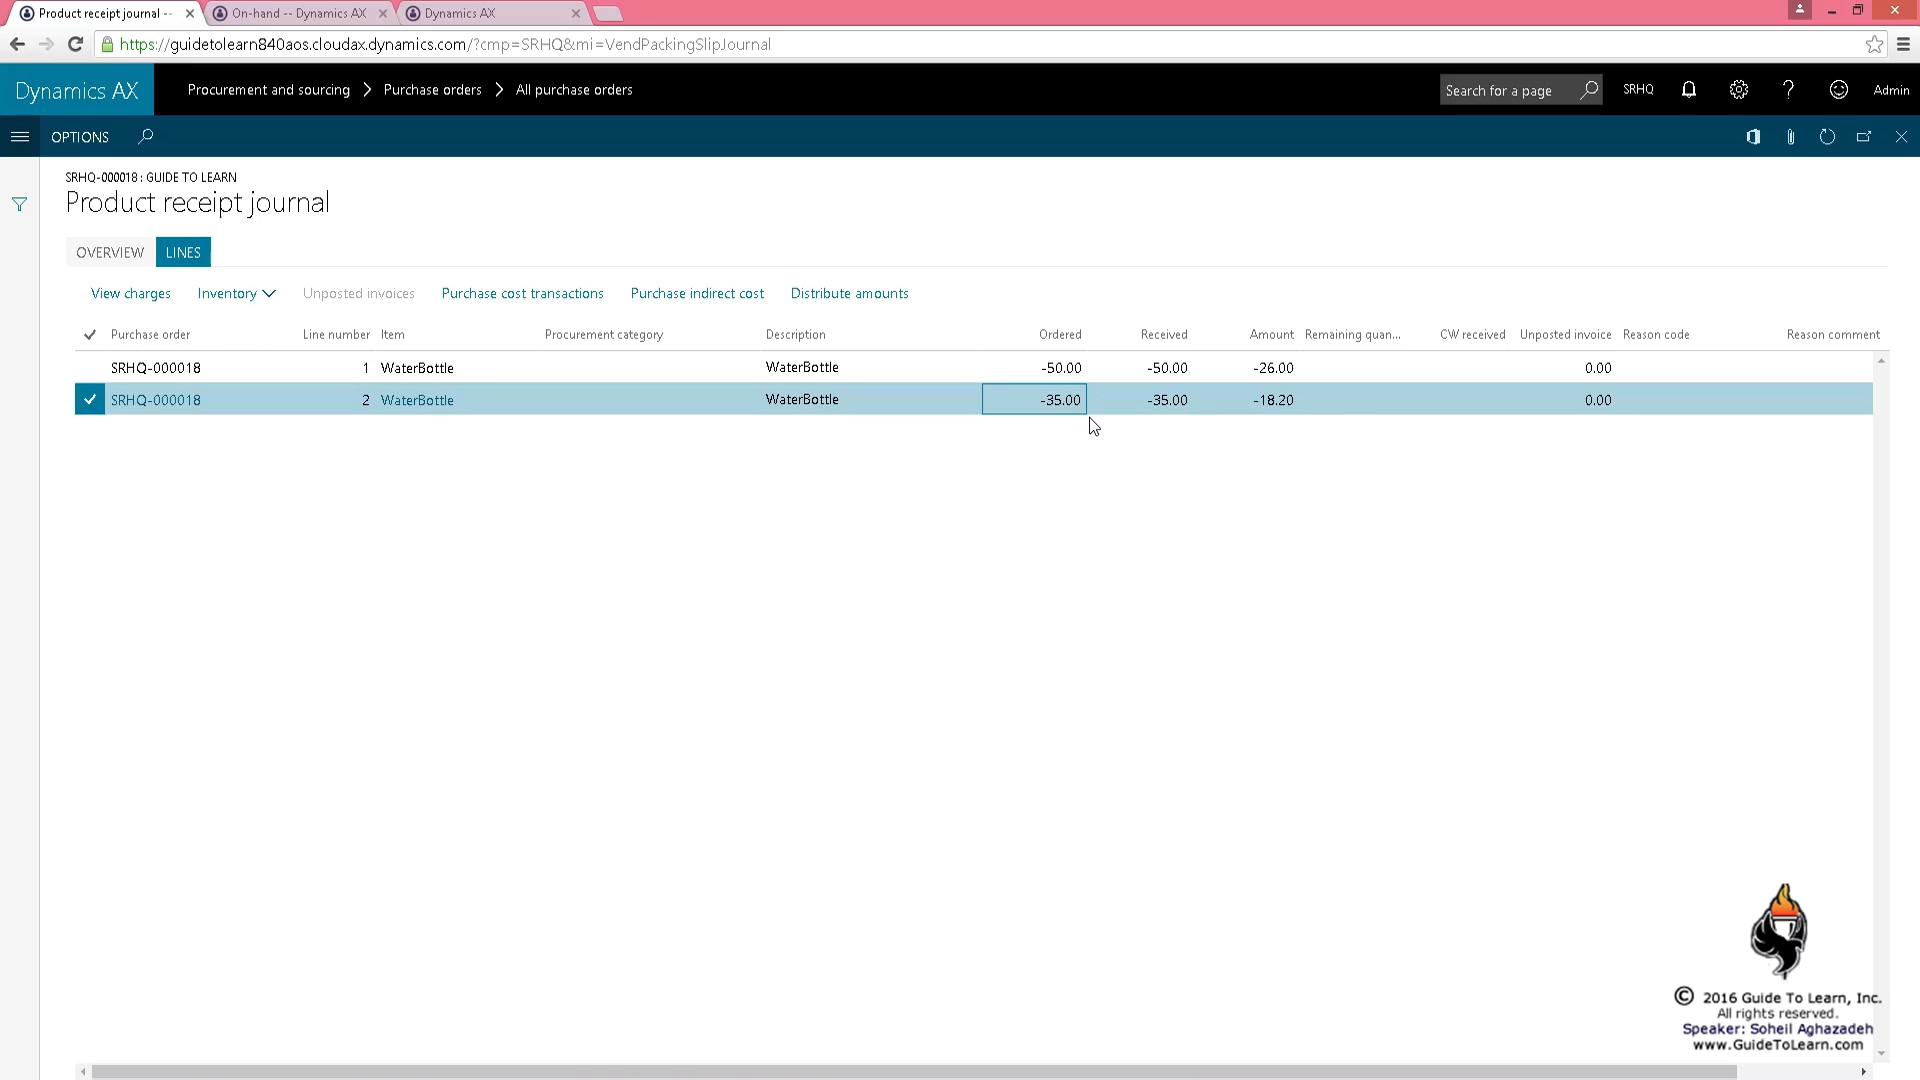 Product receipt journal --
On-hand -- Dynamics AX
Dynamics AX
https://guidetolearn840aos.cloudax.dynamics.com/?cmp=SRHQ&mi=VendPackingSlipJournal
Dynamics AX
Procurement and sourcing > Purchase orders > All purchase orders
Search for a page
SRHQ
?
Admin
OPTIONS
SRHQ-000018 : GUIDE TO LEARN
Product receipt journal
OVERVIEW LINES
View charges Inventory Unposted invoices Purchase cost transactions Purchase indirect cost Distribute amounts
Purchase order Line number Item Procurement category Description Ordered Received Amount Remaining quan... CW received Unposted invoice Reason code Reason comment
SRHQ-000018 1 WaterBottle WaterBottle -50.00 -50.00 -26.00 0.00
SRHQ-000018 2 WaterBottle WaterBottle -35.00 -35.00 -18.20 0.00
© 2016 Guide To Learn, Inc.
All rights reserved.
Speaker: Soheil Aghazadeh
www.GuideToLearn.com